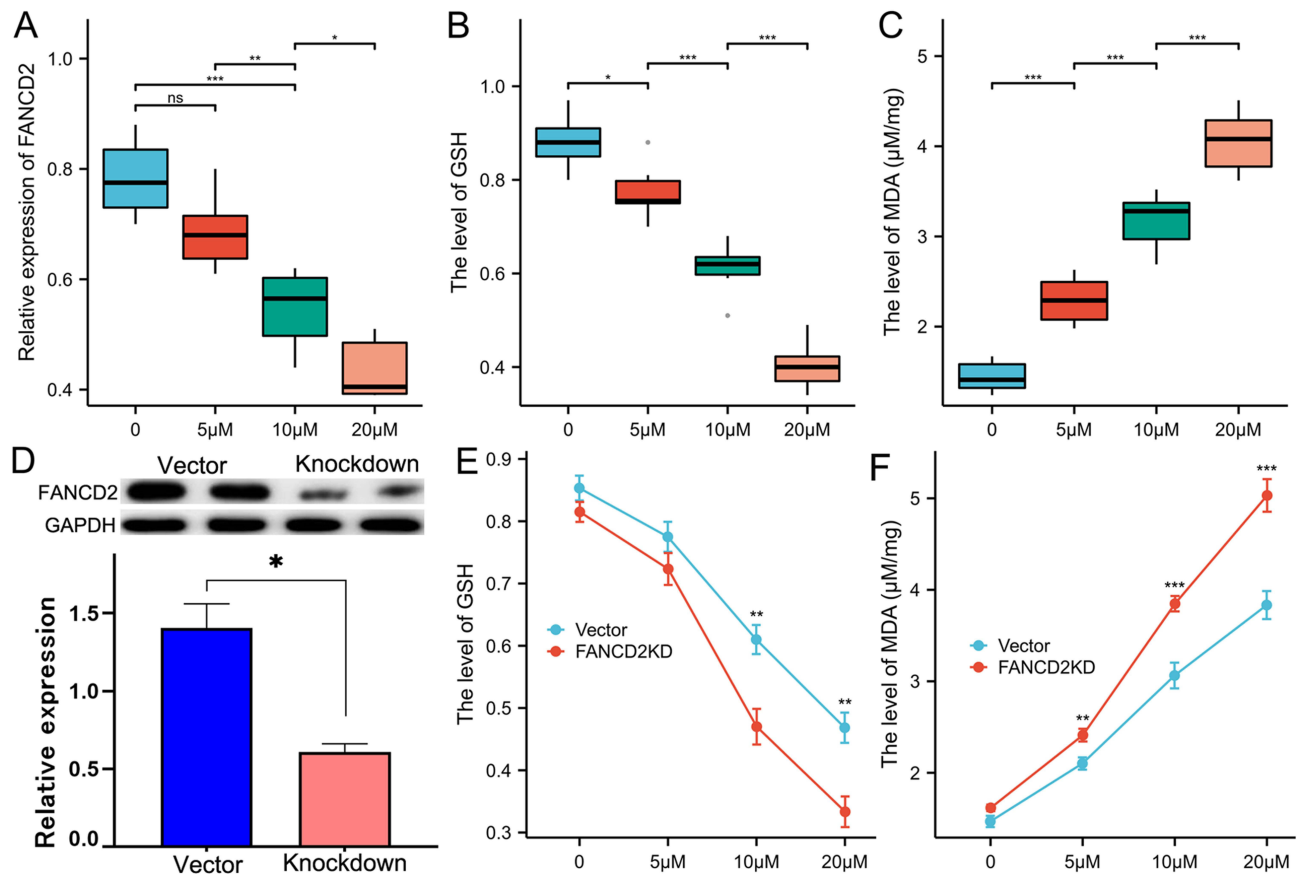 A
Relative expression of FANCD2
1.0
0.8
0.6
0.4
ns
***
**
*
0
5μM
10μM
20μM
B
The level of GSH
1.0
0.8
0.6
0.4
*
***
***
0
5μM
10μM
20μM
C
The level of MDA (μM/mg)
5
4
3
2
***
***
***
0
5μM
10μM
20μM
D
Vector
Knockdown
FANCD2
GAPDH
Relative expression
1.5
1.0
0.5
0.0
*
Vector
Knockdown
E
The level of GSH
0.9
0.8
0.7
0.6
0.5
0.4
0.3
Vector
FANCD2KD
**
**
0
5μM
10μM
20μM
F
The level of MDA (μM/mg)
5
4
3
2
Vector
FANCD2KD
**
***
***
0
5μM
10μM
20μM